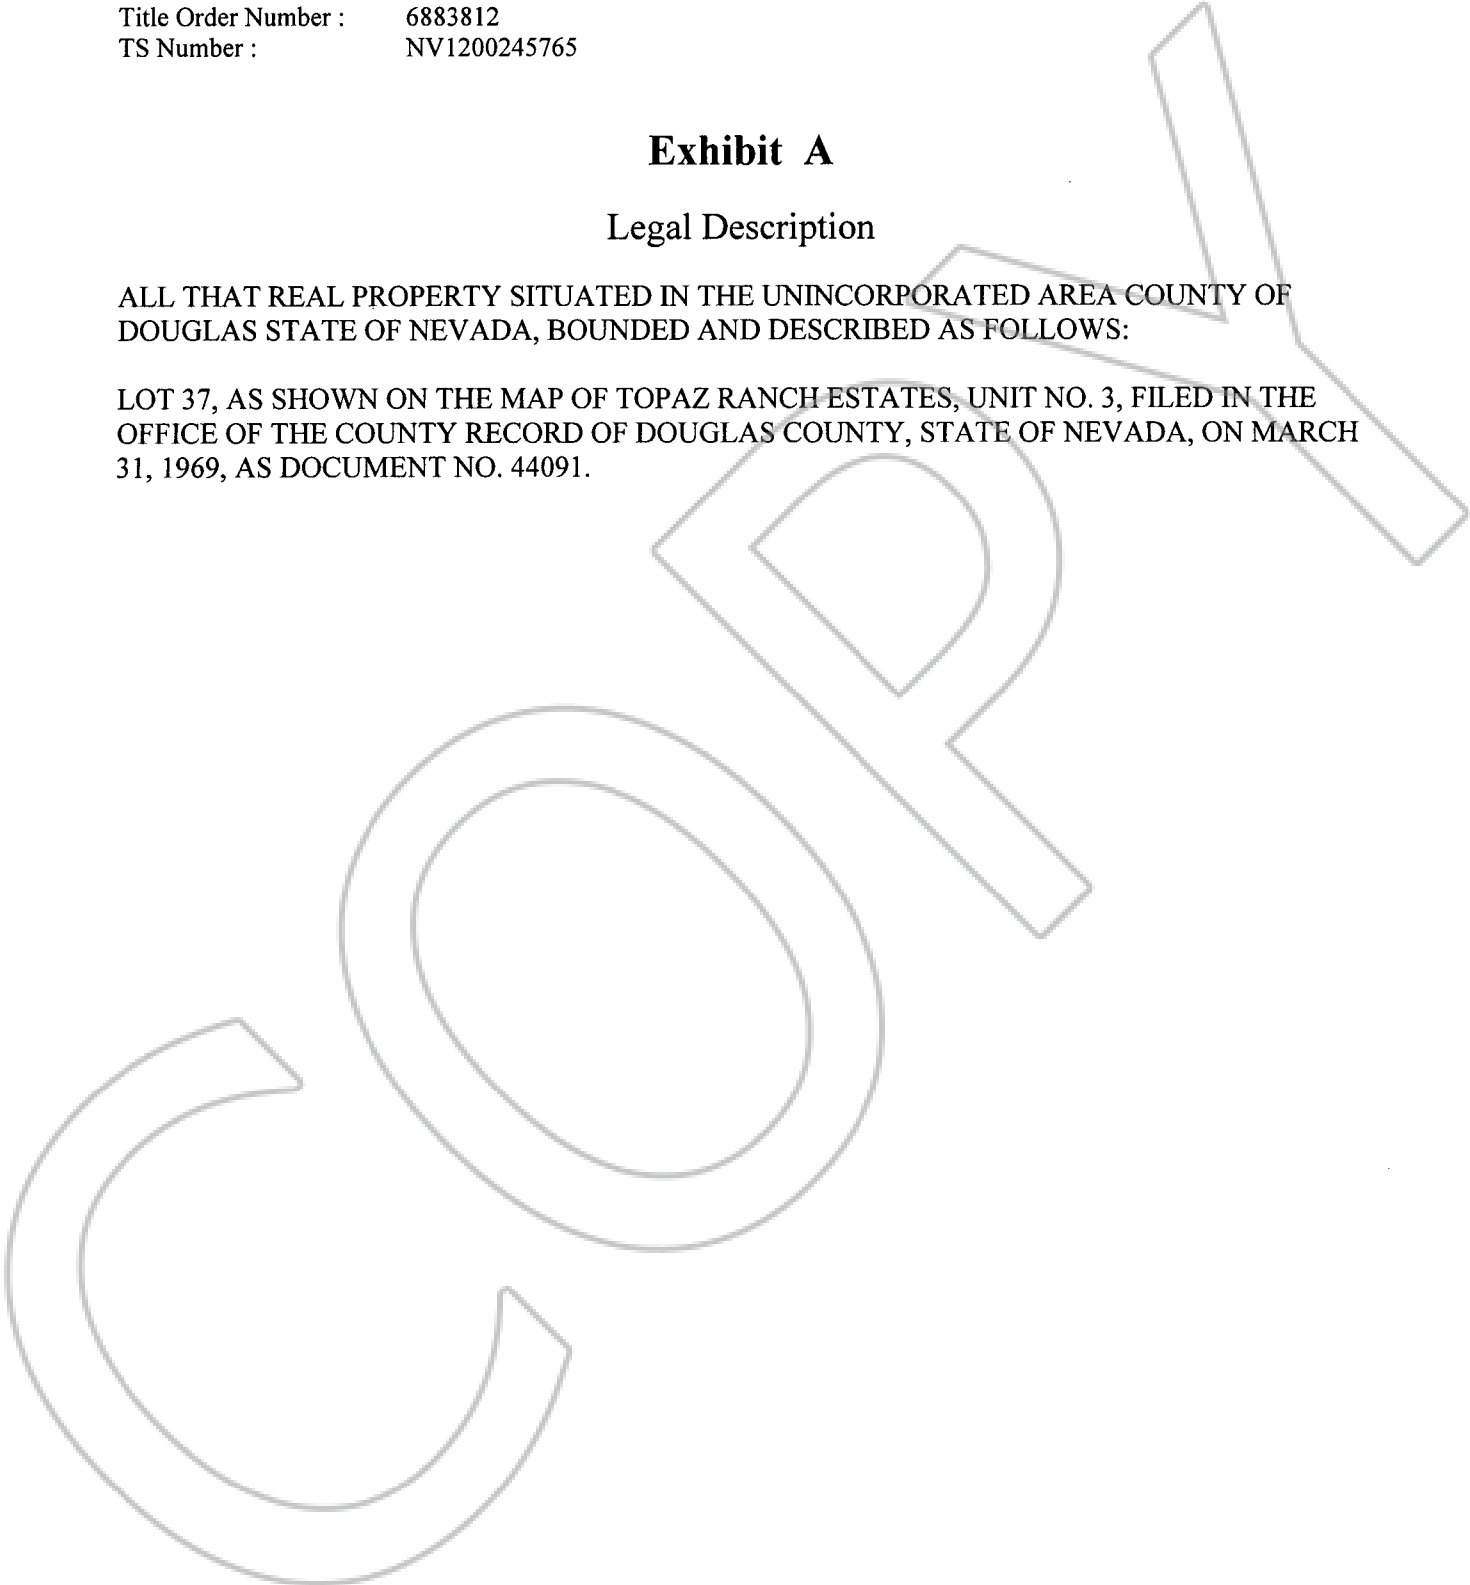 Title Order Number : 6883812
TS Number : NV1200245765
Exhibit A
Legal Description
ALL THAT REAL PROPERTY SITUATED IN THE UNINCORPORATED AREA COUNTY OF
DOUGLAS STATE OF NEVADA, BOUNDED AND DESCRIBED AS FOLLOWS:
LOT 37, AS SHOWN ON THE MAP OF TOPAZ RANCH ESTATES, UNIT NO. 3, FILED IN THE
OFFICE OF THE COUNTY RECORD OF DOUGLAS COUNTY, STATE OF NEVADA, ON MARCH
31, 1969, AS DOCUMENT NO. 44091.
COPY